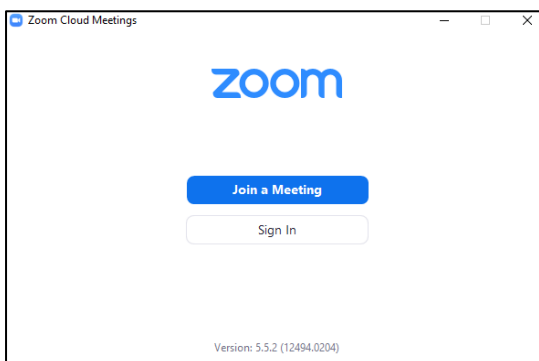 Zoom Cloud Meetings
zoom
Join a Meeting
Sign In
Version: 5.5.2 (12494.0204)